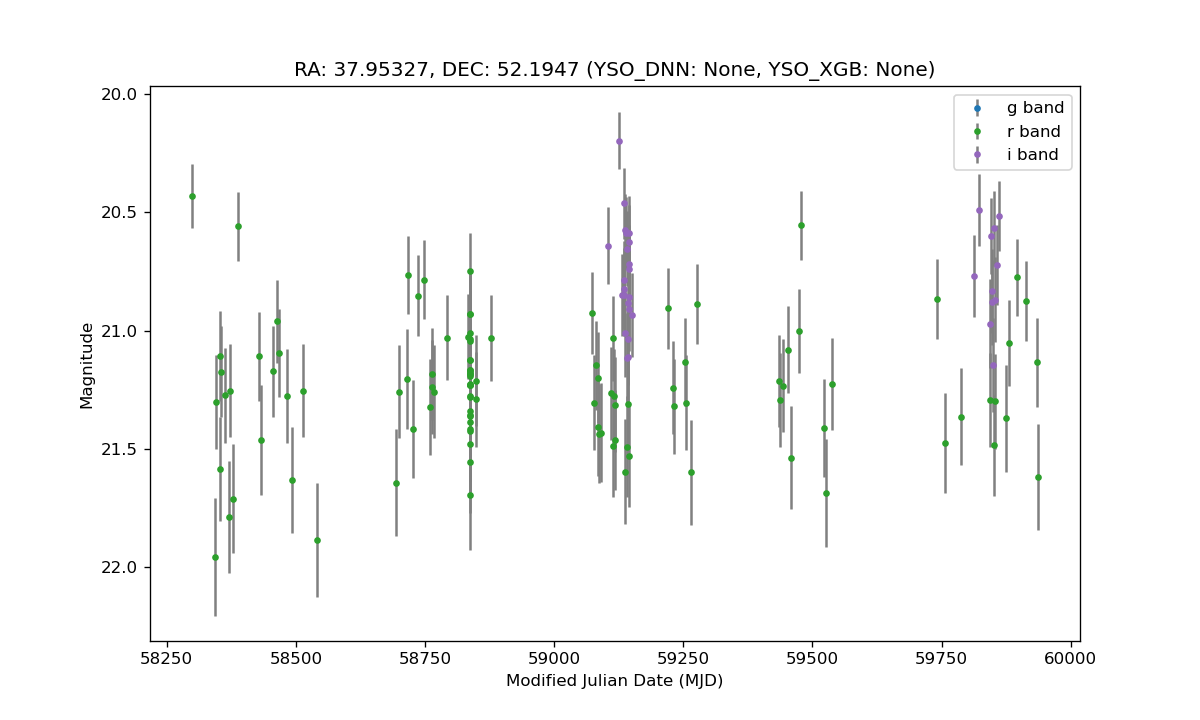 RA: 37.95327, DEC: 52.1947 (YSO_DNN: None, YSO_XGB: None)
20.0
20.5
21.0
21.5
22.0
Magnitude
g band
r band
i band
58250
58500
58750
59000
59250
59500
59750
60000
Modified Julian Date (MJD)